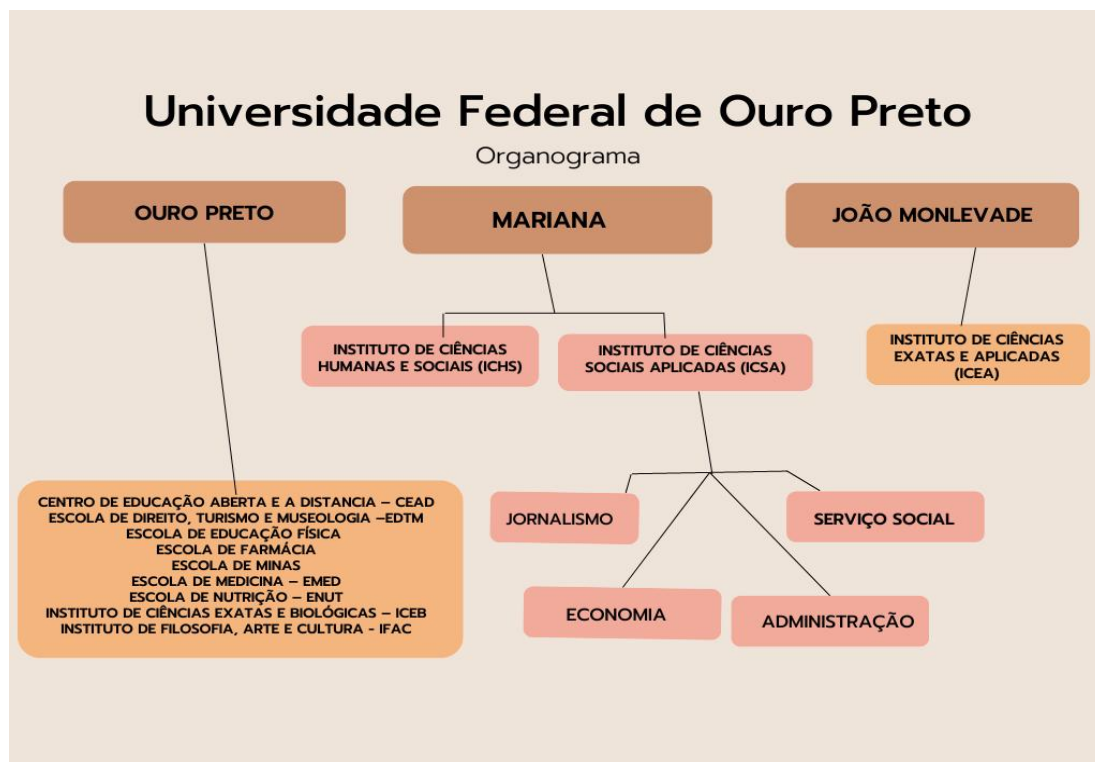 Universidade Federal de Ouro Preto
Organograma
OURO PRETO
MARIANA
JOÃO MONLEVADE
INSTITUTO DE CIÊNCIAS
HUMANAS E SOCIAIS (ICHS)
INSTITUTO DE CIÊNCIAS
SOCIAIS APLICADAS (ICSA)
INSTITUTO DE CIÊNCIAS
EXATAS E APLICADAS
(ICEA)
CENTRO DE EDUCAÇÃO ABERTA E A DISTANCIA – CEAD
ESCOLA DE DIREITO, TURISMO E MUSEOLOGIA –EDTM
ESCOLA DE EDUCAÇÃO FÍSICA
ESCOLA DE FARMÁCIA
ESCOLA DE MINAS
ESCOLA DE MEDICINA – EMED
ESCOLA DE NUTRIÇÃO – ENUT
INSTITUTO DE CIÊNCIAS EXATAS E BIOLÓGICAS – ICEB
INSTITUTO DE FILOSOFIA, ARTE E CULTURA - IFAC
JORNALISMO
SERVIÇO SOCIAL
ECONOMIA
ADMINISTRAÇÃO